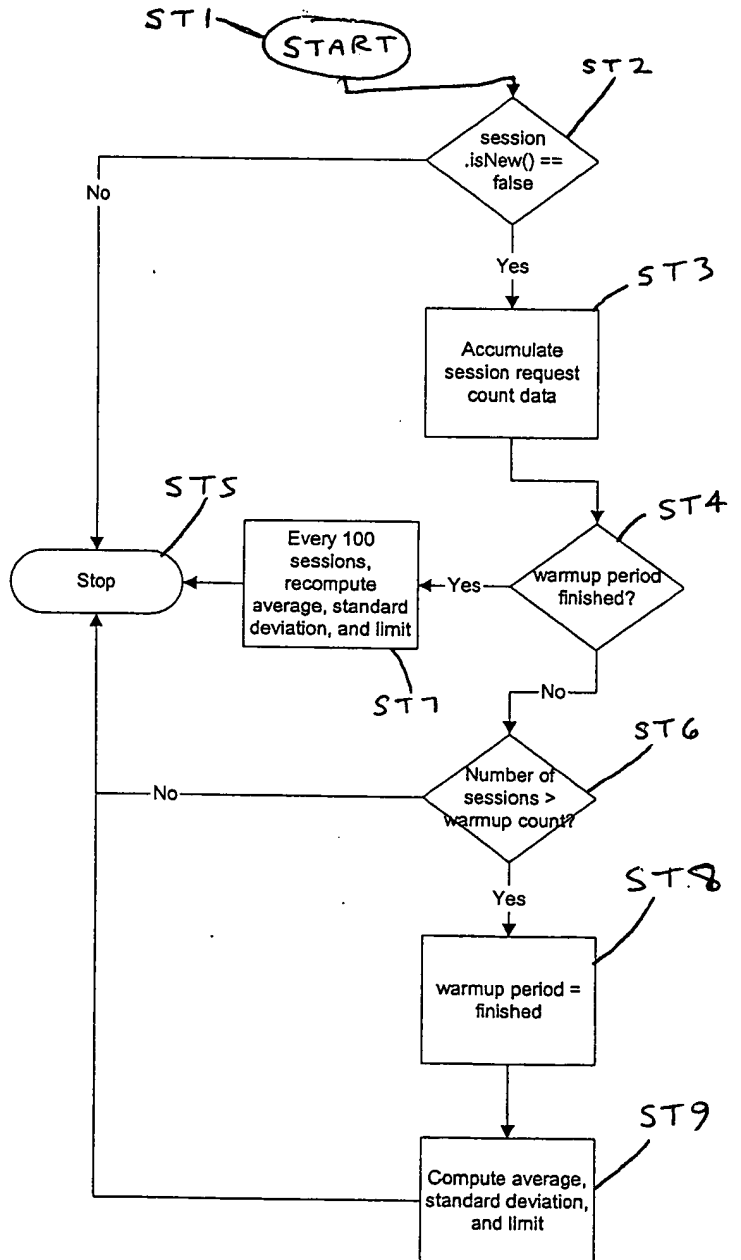 ST1
START
ST2
session
.isNew() ==
false
No
Yes
ST3
Accumulate
session request
count data
ST4
ST5
Stop
Every 100
sessions,
recompute
average, standard
deviation, and limit
Yes
warmup period
finished?
ST7
No
ST6
Number of
sessions >
warmup count?
No
Yes
ST.8
warmup period =
finished
ST9
Compute average,
standard deviation,
and limit